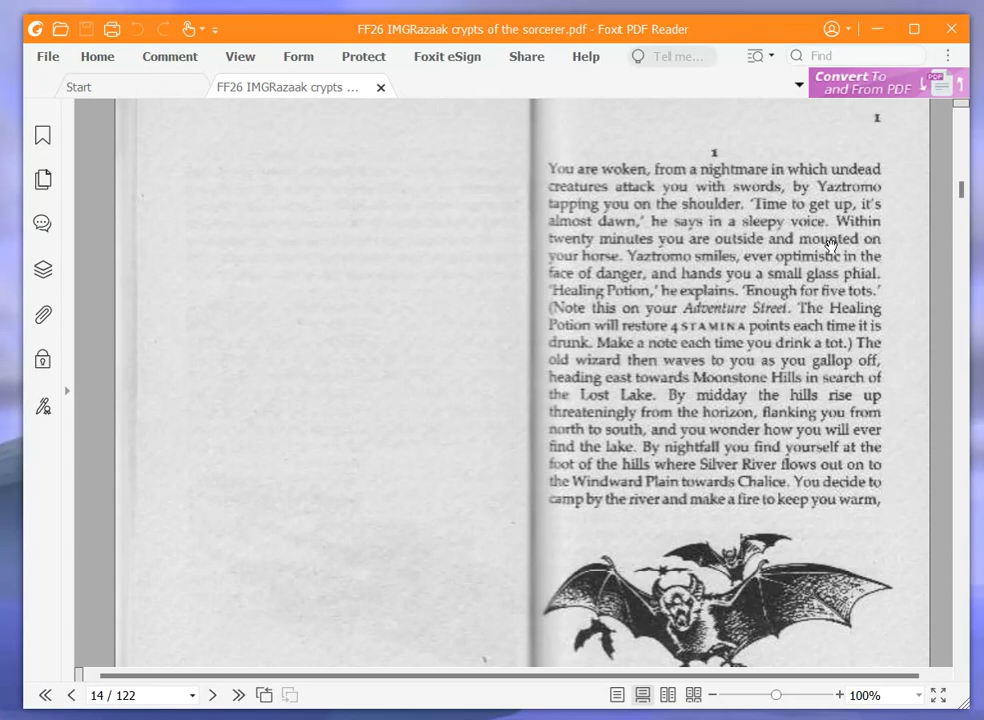 FF26 IMGRazaak crypts of the sorcerer.pdf - Foxit PDF Reader
File Home Comment View Form Protect Foxit eSign Share Help Tell me... Find
Start FF26 IMGRazaak crypts ... Convert To and From PDF PDF
1
1
You are woken, from a nightmare in which undead
creatures attack you with swords, by Yaztromo
tapping you on the shoulder. 'Time to get up, it's
almost dawn,' he says in a sleepy voice. Within
twenty minutes you are outside and mounted on
your horse. Yaztromo smiles, ever optimistic in the
face of danger, and hands you a small glass phial.
'Healing Potion,' he explains. 'Enough for five tots.'
(Note this on your Adventure Street. The Healing
Potion will restore 4 STAMINA points each time it is
drunk. Make a note each time you drink a tot.) The
old wizard then waves to you as you gallop off,
heading east towards Moonstone Hills in search of
the Lost Lake. By midday the hills rise up
threateningly from the horizon, flanking you from
north to south, and you wonder how you will ever
find the lake. By nightfall you find yourself at the
foot of the hills where Silver River flows out on to
the Windward Plain towards Chalice. You decide to
camp by the river and make a fire to keep you warm,
14 / 122
100%